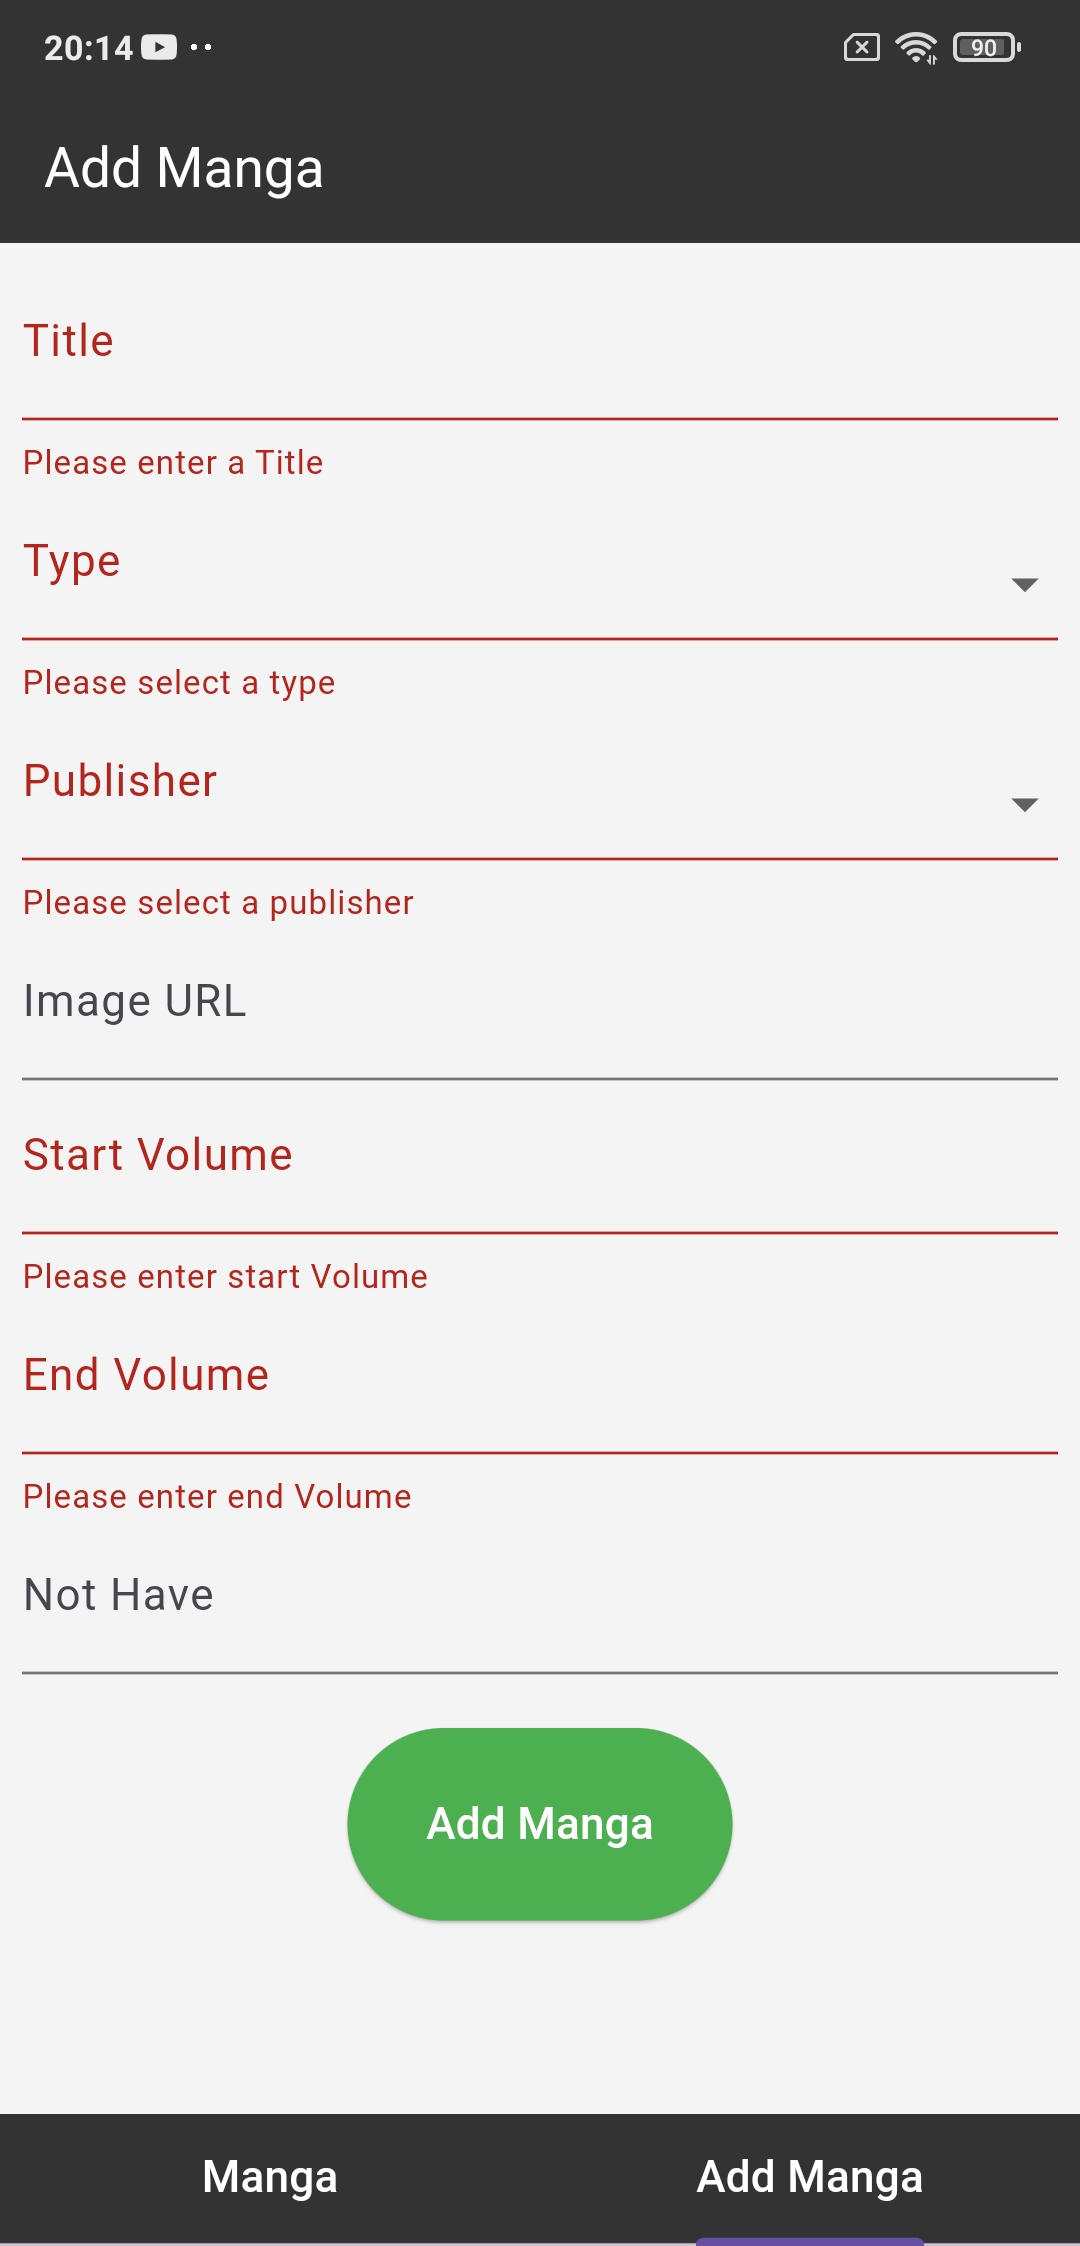 20:14
90
Add Manga
Title
Please enter a Title
Type
Please select a type
Publisher
Please select a publisher
Image URL
Start Volume
Please enter start Volume
End Volume
Please enter end Volume
Not Have
Add Manga
Manga Add Manga